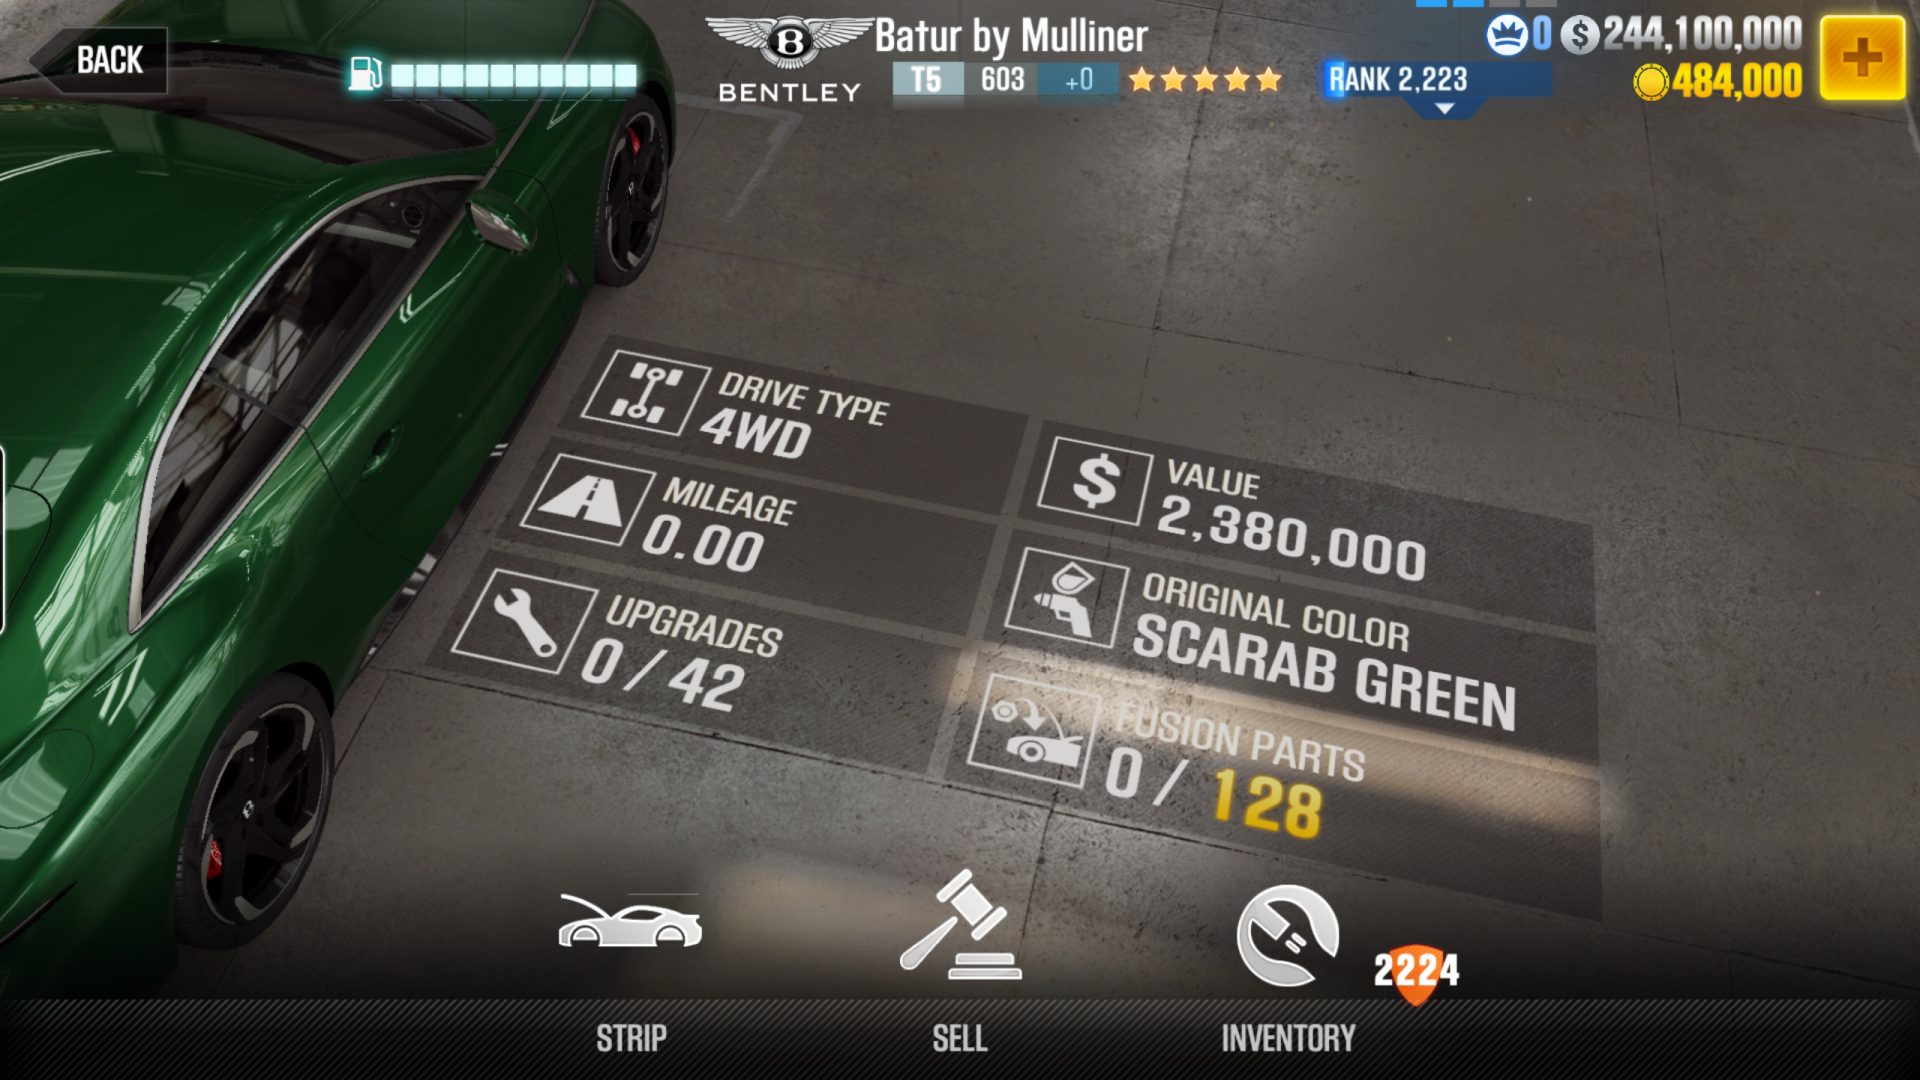 BACK
BENTLEY
Batur by Mulliner
T5 603 +0
RANK 2,223
0 $ 244,100,000
484,000
DRIVE TYPE
4WD
MILEAGE
0.00
UPGRADES
0 / 42
$ VALUE
2,380,000
ORIGINAL COLOR
SCARAB GREEN
FUSION PARTS
0 / 128
2224
STRIP
SELL
INVENTORY